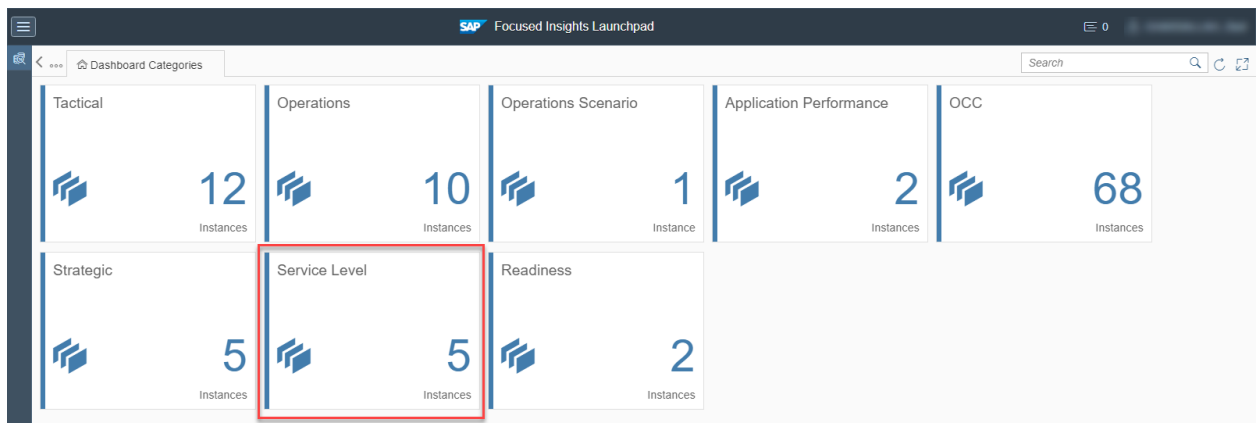 SAP Focused Insights Launchpad
0
Dashboard Categories
Search
Tactical
12
Instances
Operations
10
Instances
Operations Scenario
1
Instance
Application Performance
2
Instances
OCC
68
Instances
Strategic
5
Instances
Service Level
5
Instances
Readiness
2
Instances